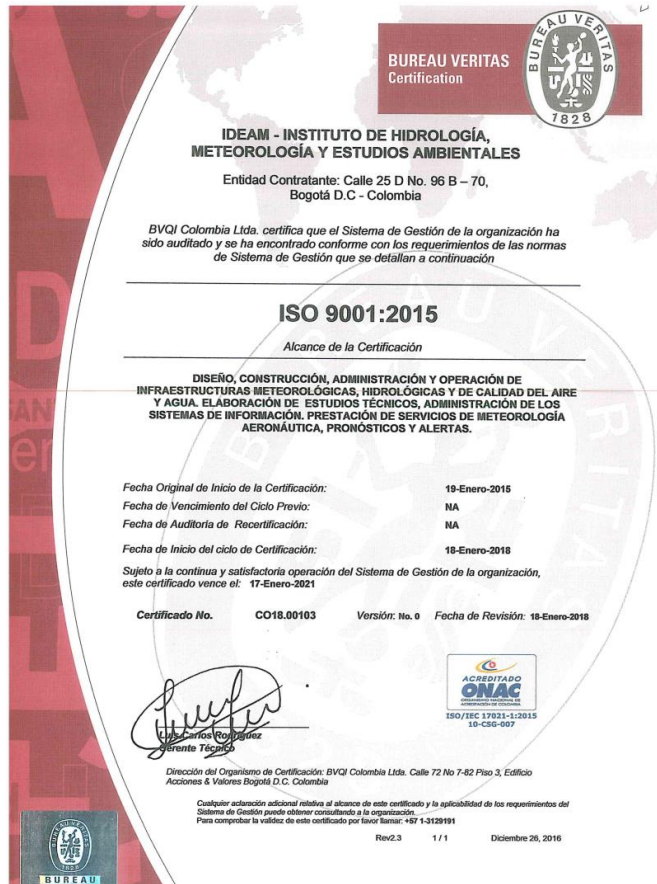 BUREAU VERITAS
Certification
BUREAU VERITAS
1828
IDEAM - INSTITUTO DE HIDROLOGÍA,
METEOROLOGÍA Y ESTUDIOS AMBIENTALES
Entidad Contratante: Calle 25 D No. 96 B – 70,
Bogotá D.C - Colombia
BVQI Colombia Ltda. certifica que el Sistema de Gestión de la organización ha
sido auditado y se ha encontrado conforme con los requerimientos de las normas
de Sistema de Gestión que se detallan a continuación
ISO 9001:2015
Alcance de la Certificación
DISEÑO, CONSTRUCCIÓN, ADMINISTRACIÓN Y OPERACIÓN DE
INFRAESTRUCTURAS METEOROLÓGICAS, HIDROLÓGICAS Y DE CALIDAD DEL AIRE
Y AGUA. ELABORACIÓN DE ESTUDIOS TÉCNICOS, ADMINISTRACIÓN DE LOS
SISTEMAS DE INFORMACIÓN. PRESTACIÓN DE SERVICIOS DE METEOROLOGÍA
AERONÁUTICA, PRONÓSTICOS Y ALERTAS.
Fecha Original de Inicio de la Certificación: 19-Enero-2015
Fecha de Vencimiento del Ciclo Previo: NA
Fecha de Auditoria de Recertificación: NA
Fecha de Inicio del ciclo de Certificación: 18-Enero-2018
Sujeto a la continua y satisfactoria operación del Sistema de Gestión de la organización,
este certificado vence el: 17-Enero-2021
Certificado No. CO18.00103 Versión: No. 0 Fecha de Revisión: 18-Enero-2018
Luis Carlos Rodríguez
Gerente Técnico
ACREDITADO
ONAC
ORGANISMO NACIONAL DE
ACREDITACIÓN DE COLOMBIA
ISO/IEC 17021-1:2015
10-CSG-007
Dirección del Organismo de Certificación: BVQI Colombia Ltda. Calle 72 No 7-82 Piso 3, Edificio
Acciones & Valores Bogotá D.C. Colombia
Cualquier aclaración adicional relativa al alcance de este certificado y la aplicabilidad de los requerimientos del
Sistema de Gestión puede obtener consultando a la organización.
Para comprobar la validez de este certificado por favor llamar: +57 1-3129191
Rev2.3 1 / 1 Diciembre 26, 2016
1828
BUREAU